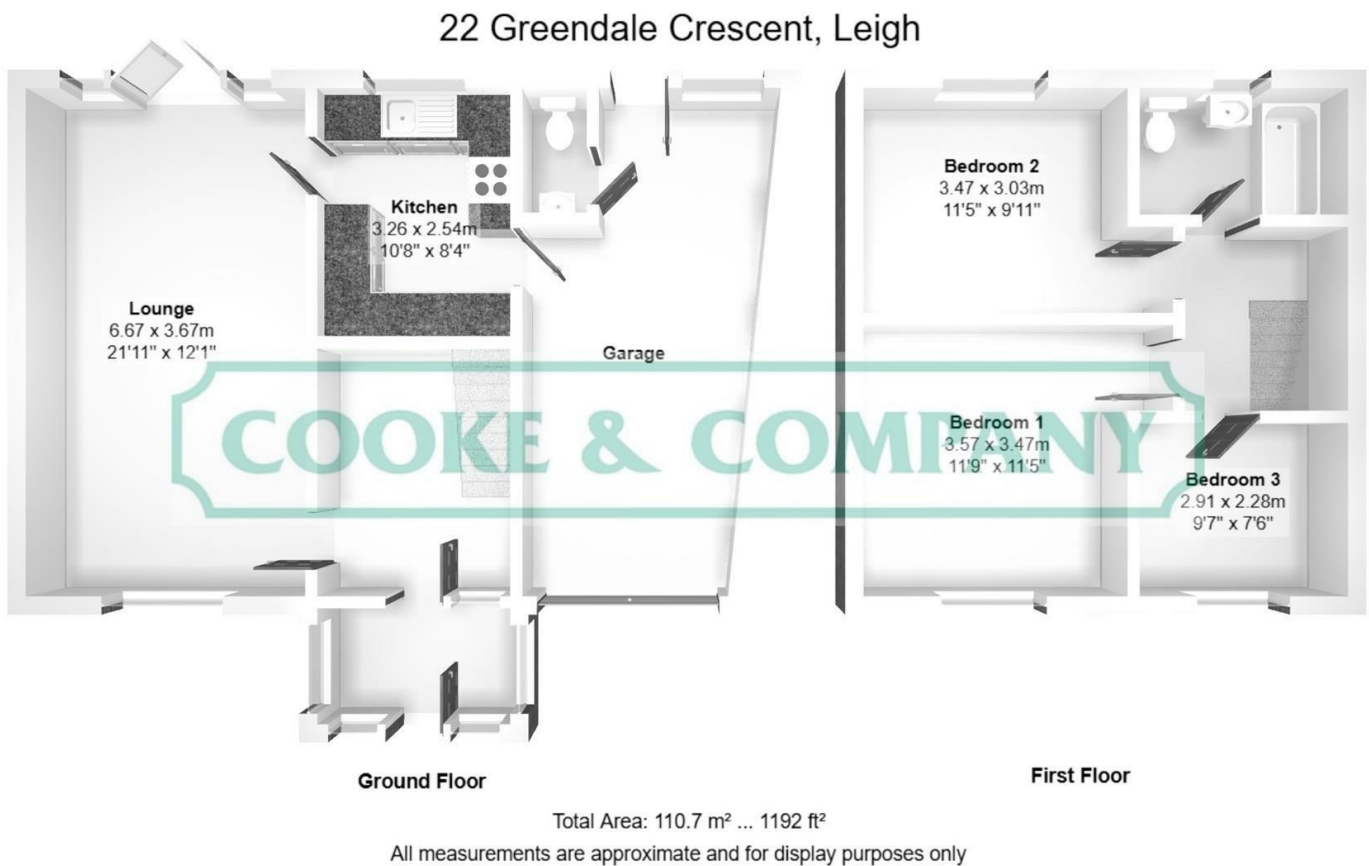 22 Greendale Crescent, Leigh
Lounge
6.67 x 3.67m
21'11" x 12'1"
Kitchen
3.26 x 2.54m
10'8" x 8'4"
Garage
Bedroom 2
3.47 x 3.03m
11'5" x 9'11"
Bedroom 1
3.57 x 3.47m
11'9" x 11'5"
Bedroom 3
2.91 x 2.28m
9'7" x 7'6"
COOKE & COMPANY
Ground Floor
First Floor
Total Area: 110.7 m² ... 1192 ft²
All measurements are approximate and for display purposes only